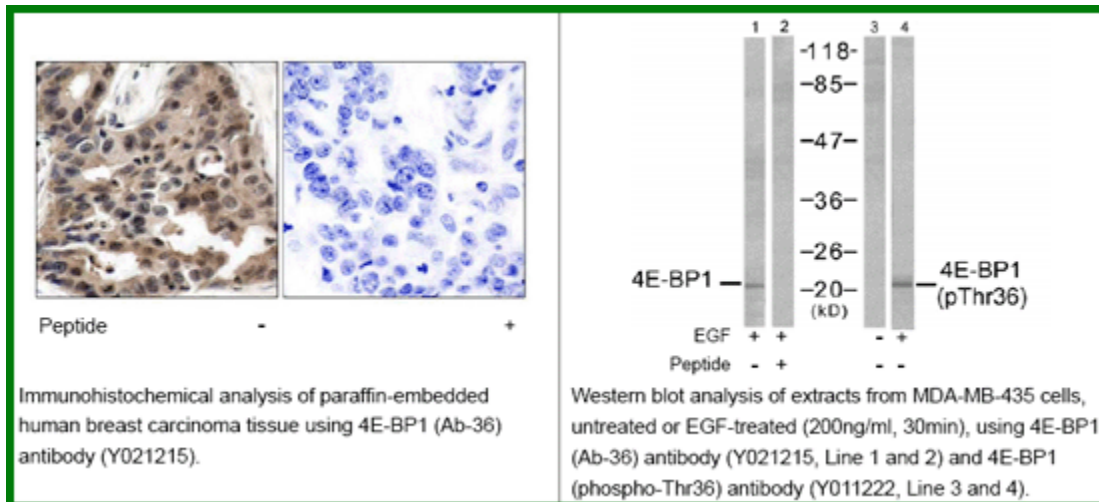 Peptide - +
Immunohistochemical analysis of paraffin-embedded
human breast carcinoma tissue using 4E-BP1 (Ab-36)
antibody (Y021215).
1 2 3 4
-118-
-85-
-47-
-36-
-26-
4E-BP1 -20- 4E-BP1
(kD) (pThr36)
EGF + + - +
Peptide - + - -
Western blot analysis of extracts from MDA-MB-435 cells,
untreated or EGF-treated (200ng/ml, 30min), using 4E-BP1
(Ab-36) antibody (Y021215, Line 1 and 2) and 4E-BP1
(phospho-Thr36) antibody (Y011222, Line 3 and 4).